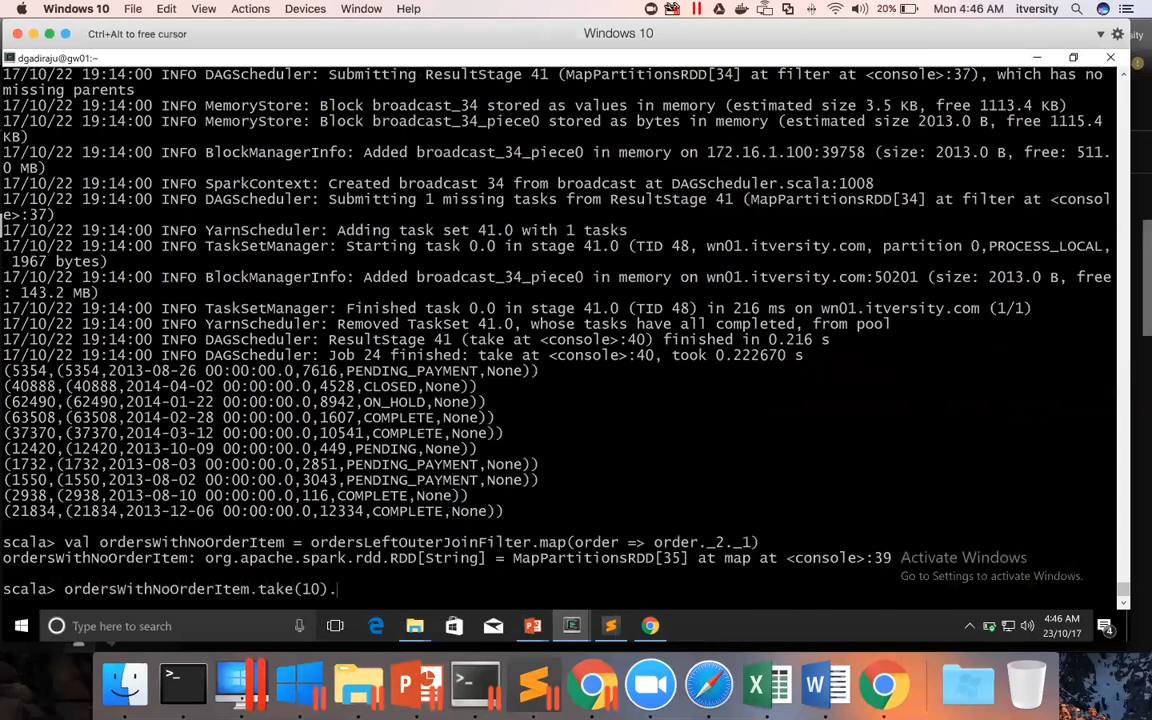 Windows 10 File Edit View Actions Devices Window Help 20% Mon 4:46 AM itversity
Ctrl+Alt to free cursor Windows 10
dgadiraju@gw01:~
17/10/22 19:14:00 INFO DAGScheduler: Submitting ResultStage 41 (MapPartitionsRDD[34] at filter at <console>:37), which has no
missing parents
17/10/22 19:14:00 INFO MemoryStore: Block broadcast_34 stored as values in memory (estimated size 3.5 KB, free 1113.4 KB)
17/10/22 19:14:00 INFO MemoryStore: Block broadcast_34_piece0 stored as bytes in memory (estimated size 2013.0 B, free 1115.4
KB)
17/10/22 19:14:00 INFO BlockManagerInfo: Added broadcast_34_piece0 in memory on 172.16.1.100:39758 (size: 2013.0 B, free: 511.
0 MB)
17/10/22 19:14:00 INFO SparkContext: Created broadcast 34 from broadcast at DAGScheduler.scala:1008
17/10/22 19:14:00 INFO DAGScheduler: Submitting 1 missing tasks from ResultStage 41 (MapPartitionsRDD[34] at filter at <consol
e>:37)
17/10/22 19:14:00 INFO YarnScheduler: Adding task set 41.0 with 1 tasks
17/10/22 19:14:00 INFO TaskSetManager: Starting task 0.0 in stage 41.0 (TID 48, wn01.itversity.com, partition 0,PROCESS_LOCAL,
1967 bytes)
17/10/22 19:14:00 INFO BlockManagerInfo: Added broadcast_34_piece0 in memory on wn01.itversity.com:50201 (size: 2013.0 B, free
: 143.2 MB)
17/10/22 19:14:00 INFO TaskSetManager: Finished task 0.0 in stage 41.0 (TID 48) in 216 ms on wn01.itversity.com (1/1)
17/10/22 19:14:00 INFO YarnScheduler: Removed TaskSet 41.0, whose tasks have all completed, from pool
17/10/22 19:14:00 INFO DAGScheduler: ResultStage 41 (take at <console>:40) finished in 0.216 s
17/10/22 19:14:00 INFO DAGScheduler: Job 24 finished: take at <console>:40, took 0.222670 s
(5354,(5354,2013-08-26 00:00:00.0,7616,PENDING_PAYMENT,None))
(40888,(40888,2014-04-02 00:00:00.0,4528,CLOSED,None))
(62490,(62490,2014-01-22 00:00:00.0,8942,ON_HOLD,None))
(63508,(63508,2014-02-28 00:00:00.0,1607,COMPLETE,None))
(37370,(37370,2014-03-12 00:00:00.0,10541,COMPLETE,None))
(12420,(12420,2013-10-09 00:00:00.0,449,PENDING,None))
(1732,(1732,2013-08-03 00:00:00.0,2851,PENDING_PAYMENT,None))
(1550,(1550,2013-08-02 00:00:00.0,3043,PENDING_PAYMENT,None))
(2938,(2938,2013-08-10 00:00:00.0,116,COMPLETE,None))
(21834,(21834,2013-12-06 00:00:00.0,12334,COMPLETE,None))
scala> val ordersWithNoOrderItem = ordersLeftOuterJoinFilter.map(order => order._2._1)
ordersWithNoOrderItem: org.apache.spark.rdd.RDD[String] = MapPartitionsRDD[35] at map at <console>:39
Activate Windows
Go to Settings to activate Windows.
scala> ordersWithNoOrderItem.take(10).
Type here to search
4:46 AM
23/10/17
4